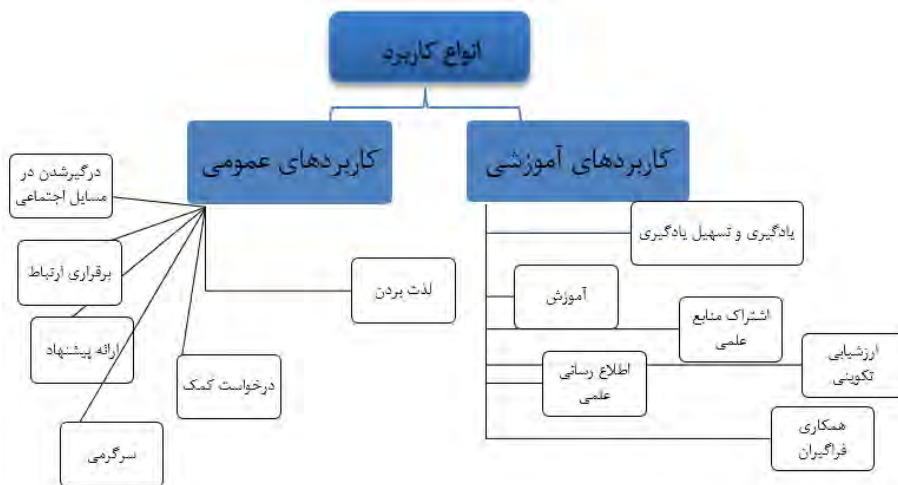 انواع کاربرد
کاربردهای آموزشی
کاربردهای عمومی
یادگیری و تسهیل یادگیری
آموزش
اشتراک منابع
علمی
ارزشیابی
تکوینی
اطلاع رسانی
علمی
همکاری
فراگیران
درگیرشدن در
مسایل اجتماعی
برقراری ارتباط
ارائه پیشنهاد
سرگرمی
درخواست کمک
لذت بردن